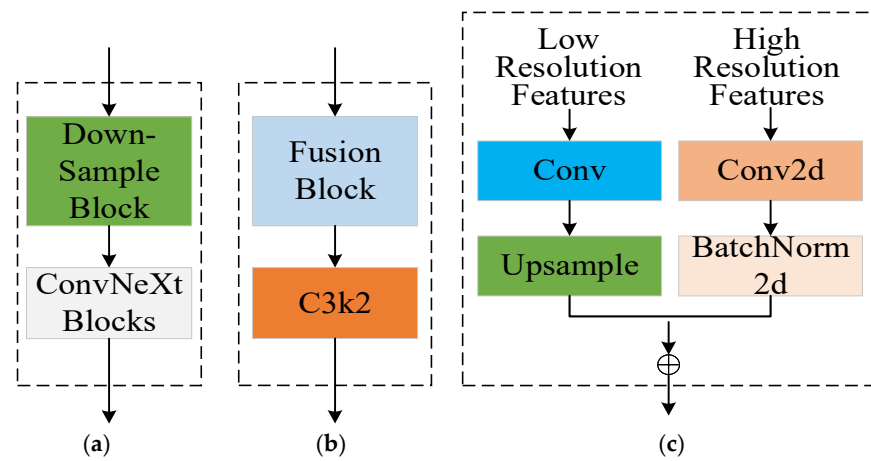 Down-
Sample
Block
ConvNeXt
Blocks
(a)
Fusion
Block
C3k2
(b)
Low
Resolution
Features
High
Resolution
Features
Conv
Conv2d
Upsample
BatchNorm
2d
(c)